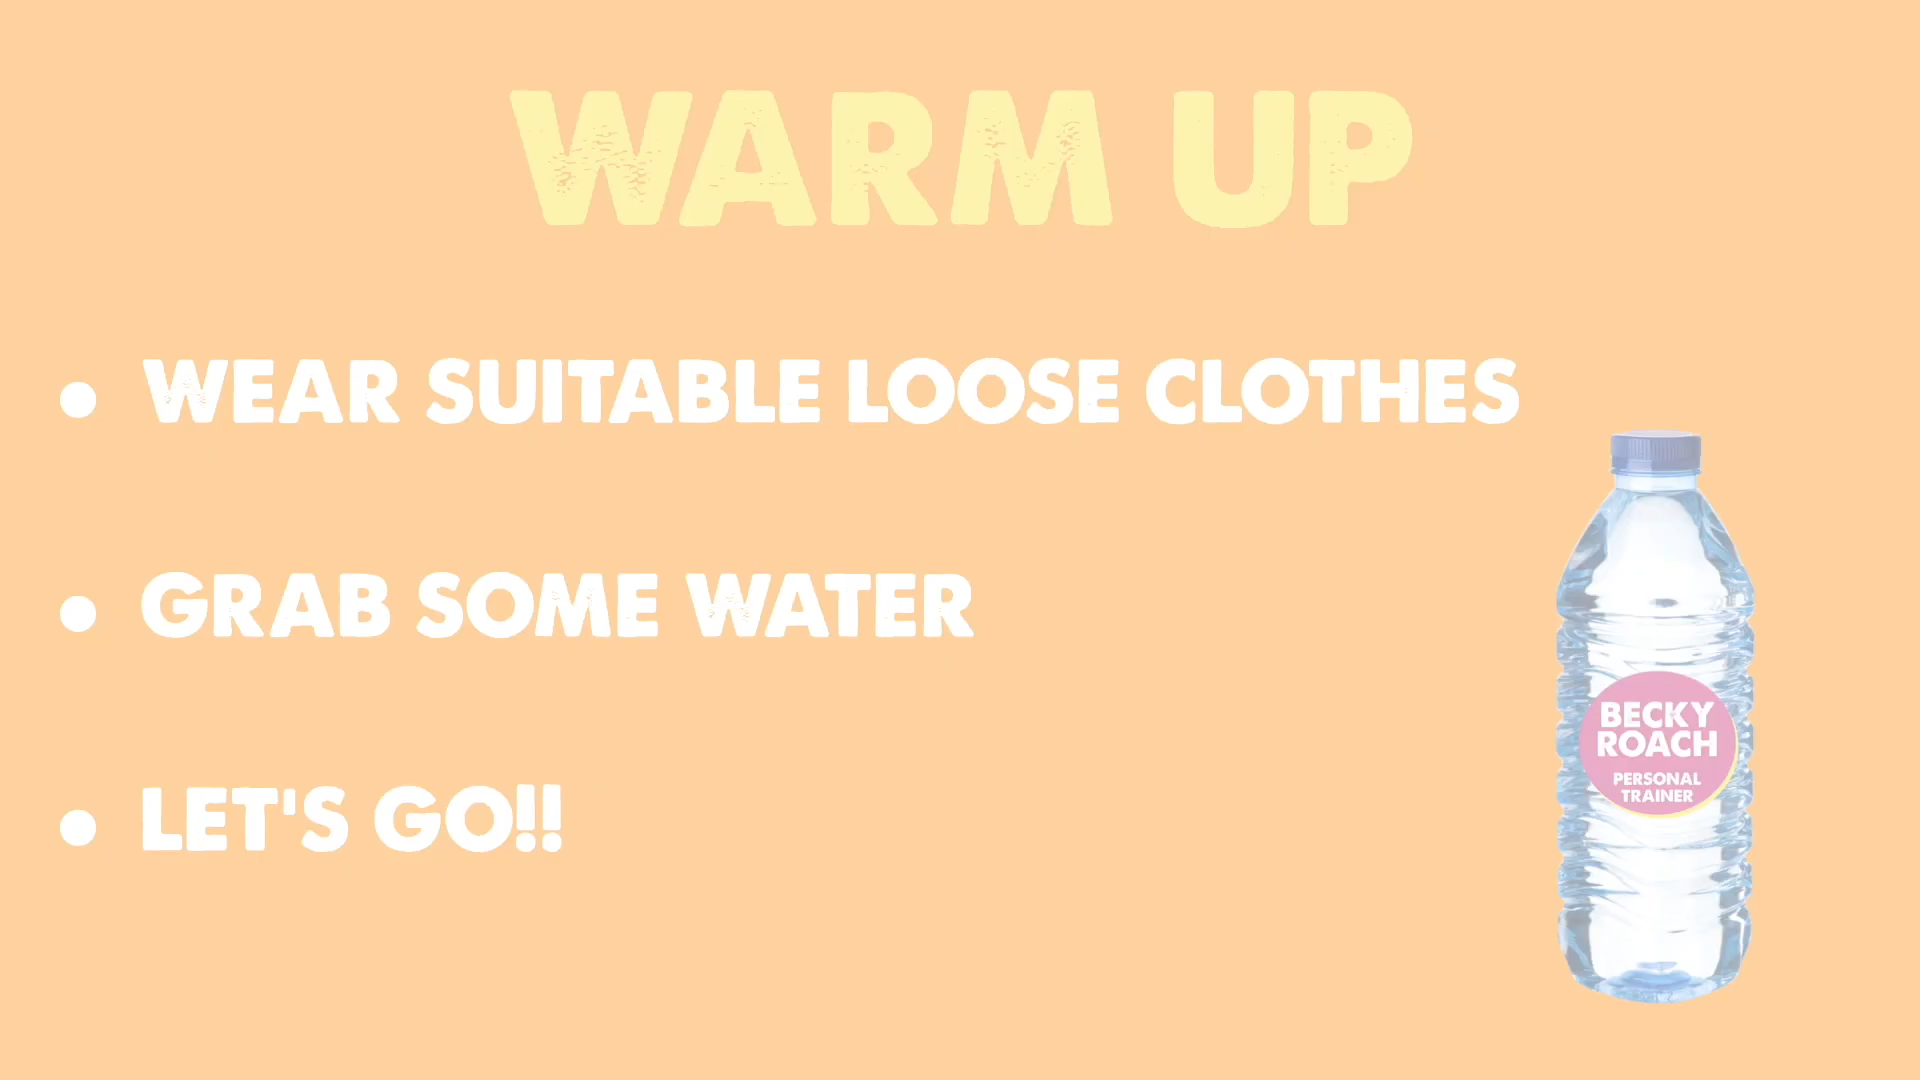 WARM UP
• WEAR SUITABLE LOOSE CLOTHES
• GRAB SOME WATER
• LET'S GO!!
BECKY
ROACH
PERSONAL
TRAINER